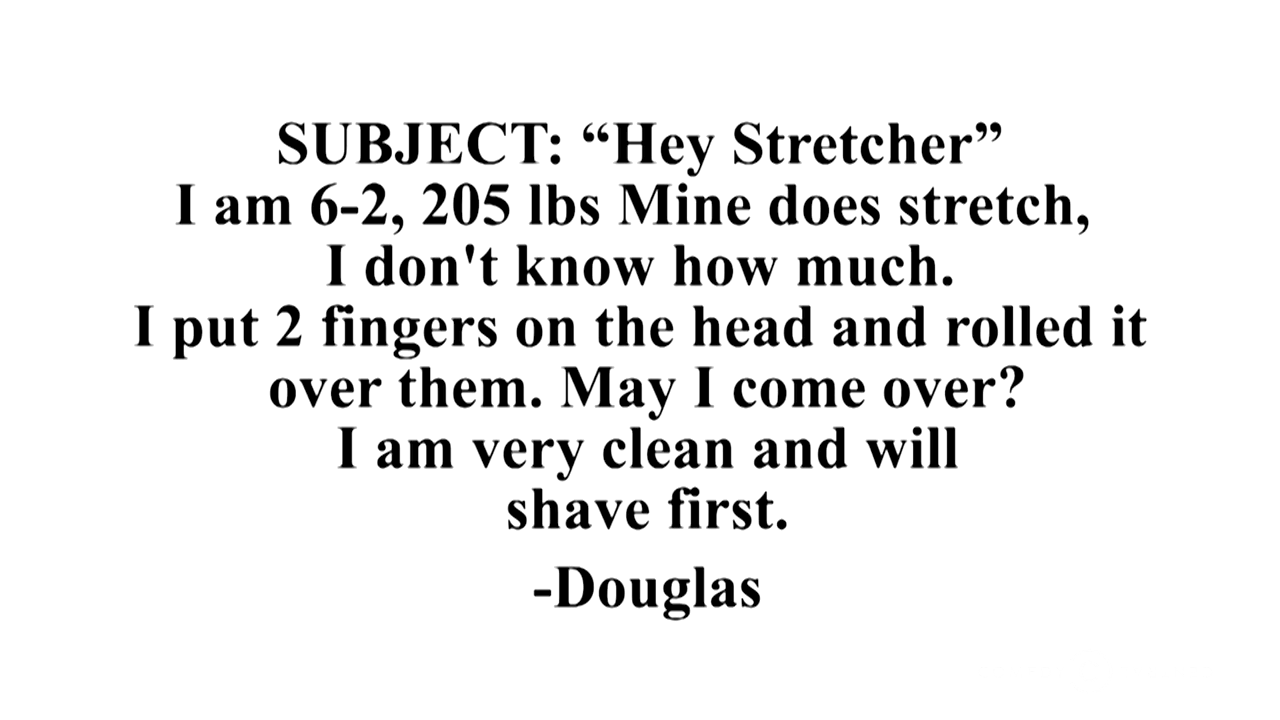 SUBJECT: “Hey Stretcher”
I am 6-2, 205 lbs Mine does stretch,
I don't know how much.
I put 2 fingers on the head and rolled it
over them. May I come over?
I am very clean and will
shave first.
-Douglas